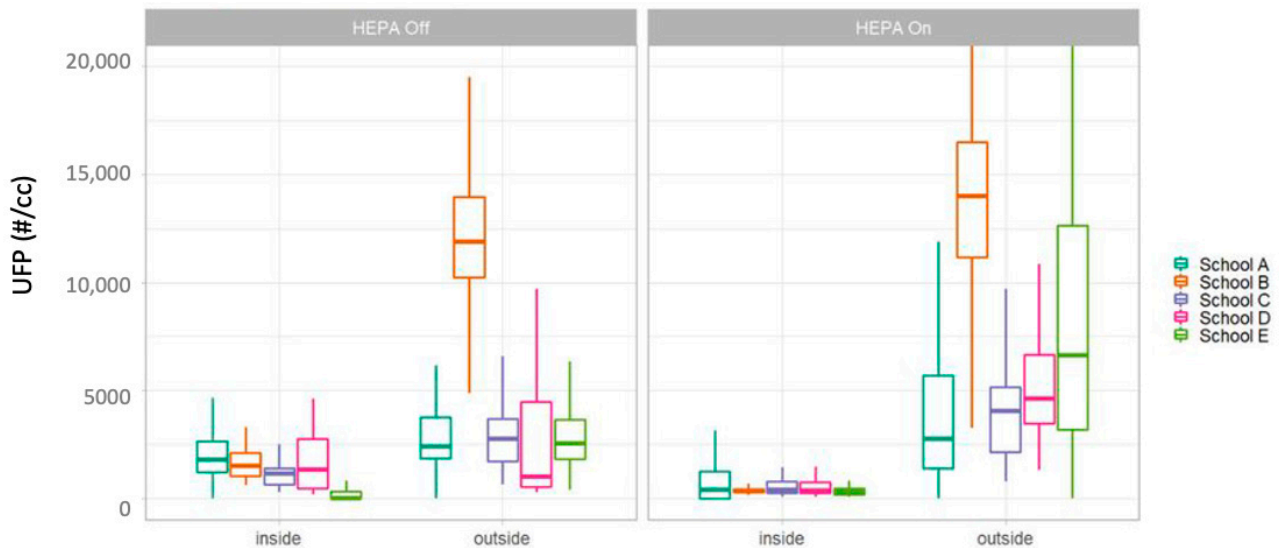 HEPA Off
HEPA On
20,000
15,000
10,000
5000
0
UFP (#/cc)
inside
outside
inside
outside
School A
School B
School C
School D
School E